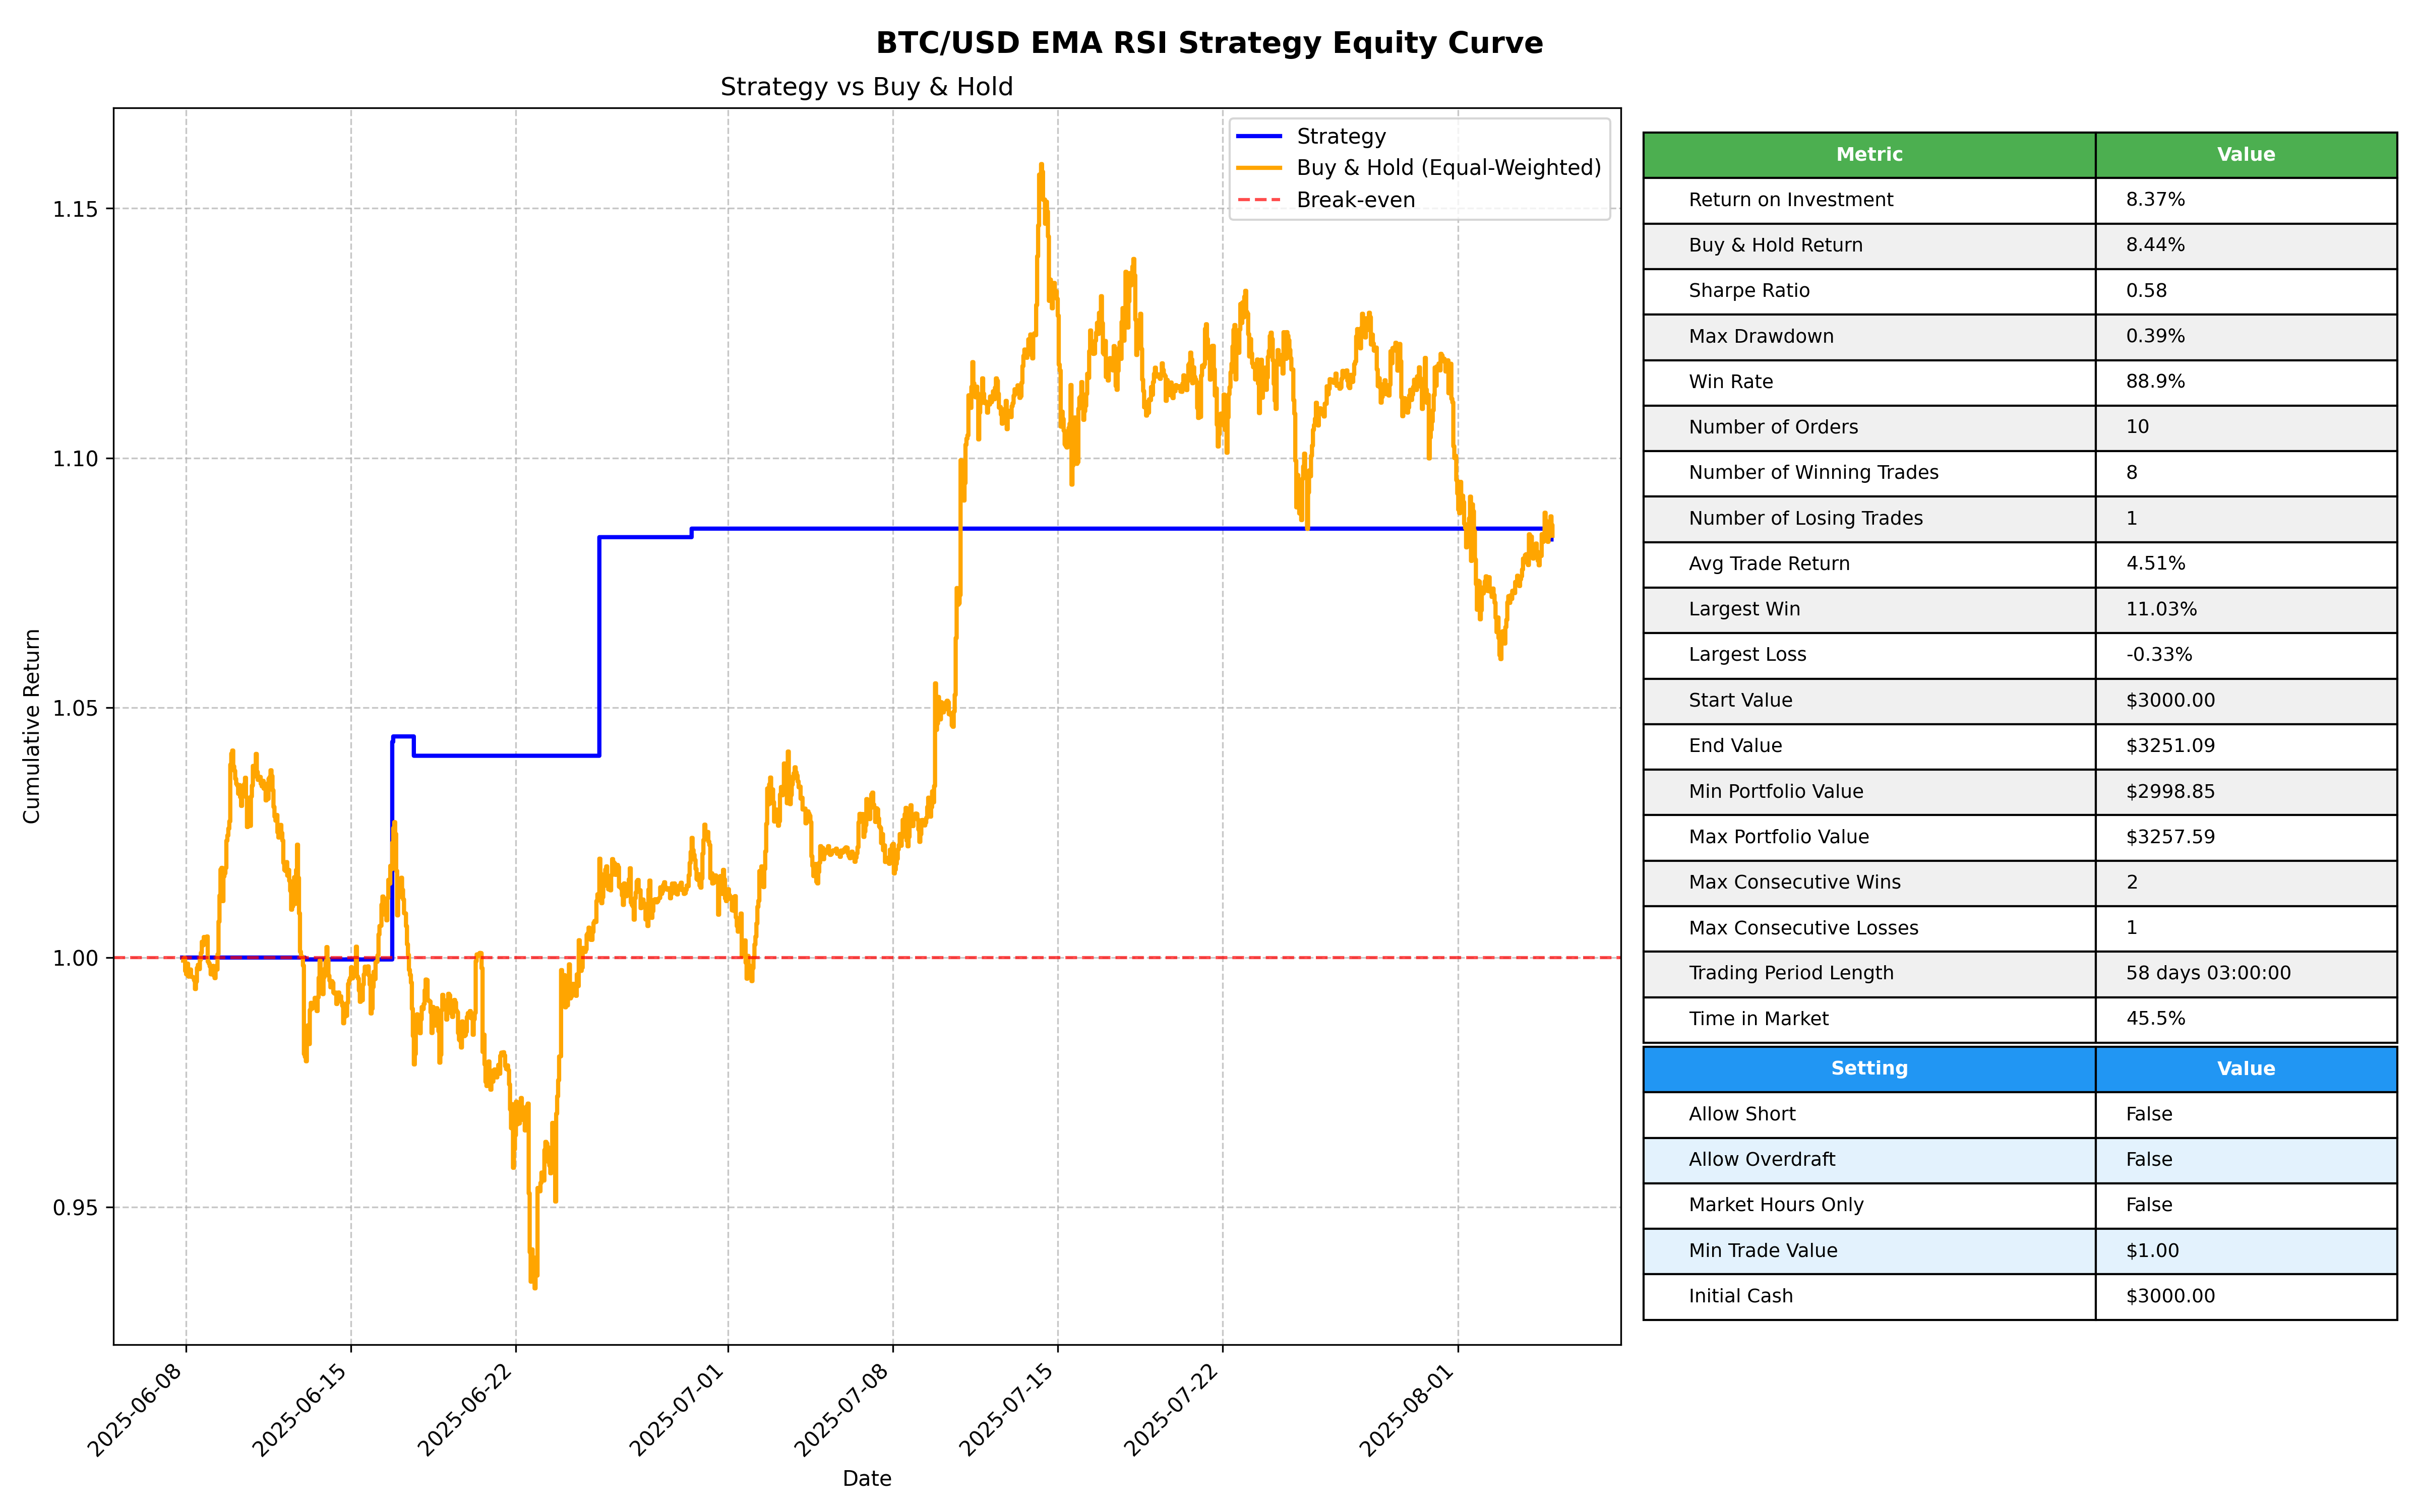 BTC/USD EMA RSI Strategy Equity Curve
Strategy vs Buy & Hold
Strategy
Buy & Hold (Equal-Weighted)
Break-even
Cumulative Return
1.15
1.10
1.05
1.00
0.95
2025-06-08
2025-06-15
2025-06-22
2025-07-01
2025-07-08
2025-07-15
2025-07-22
2025-08-01
Date
Metric Value
Return on Investment 8.37%
Buy & Hold Return 8.44%
Sharpe Ratio 0.58
Max Drawdown 0.39%
Win Rate 88.9%
Number of Orders 10
Number of Winning Trades 8
Number of Losing Trades 1
Avg Trade Return 4.51%
Largest Win 11.03%
Largest Loss -0.33%
Start Value $3000.00
End Value $3251.09
Min Portfolio Value $2998.85
Max Portfolio Value $3257.59
Max Consecutive Wins 2
Max Consecutive Losses 1
Trading Period Length 58 days 03:00:00
Time in Market 45.5%
Setting Value
Allow Short False
Allow Overdraft False
Market Hours Only False
Min Trade Value $1.00
Initial Cash $3000.00